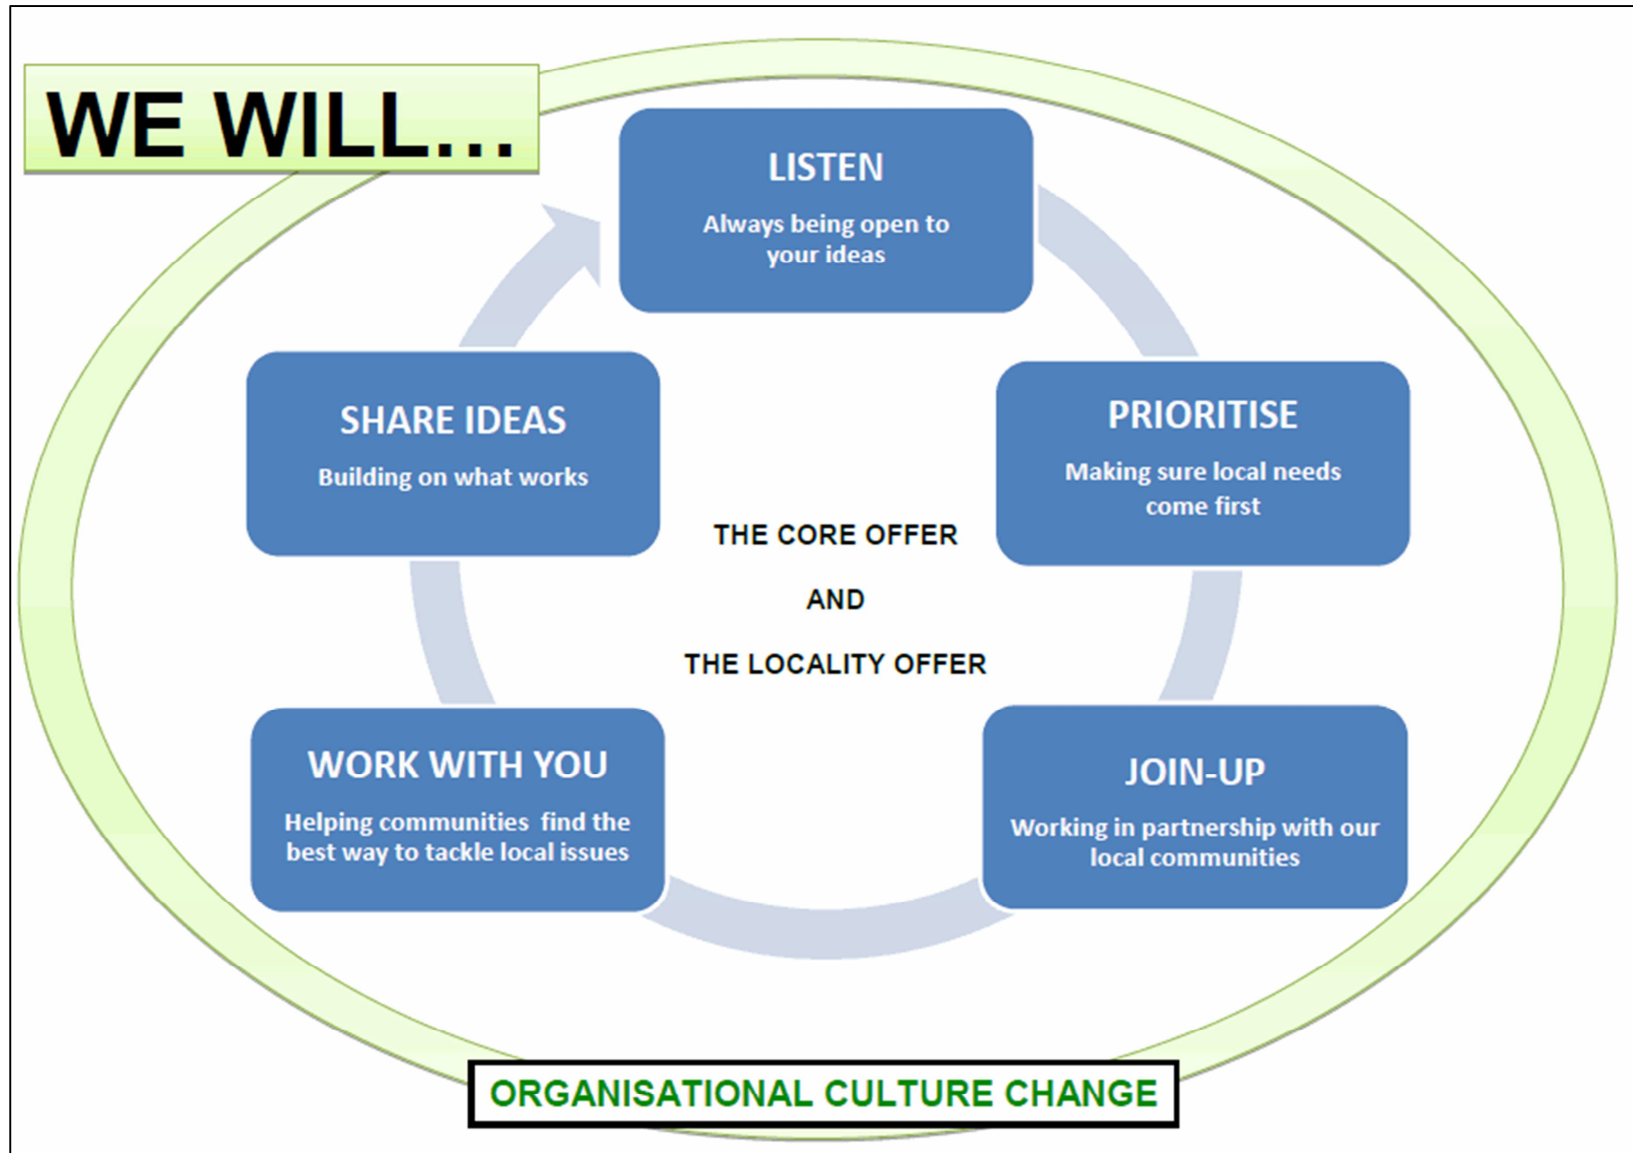 WE WILL...
LISTEN
Always being open to
your ideas
PRIORITISE
Making sure local needs
come first
JOIN-UP
Working in partnership with our
local communities
WORK WITH YOU
Helping communities find the
best way to tackle local issues
SHARE IDEAS
Building on what works
THE CORE OFFER
AND
THE LOCALITY OFFER
ORGANISATIONAL CULTURE CHANGE